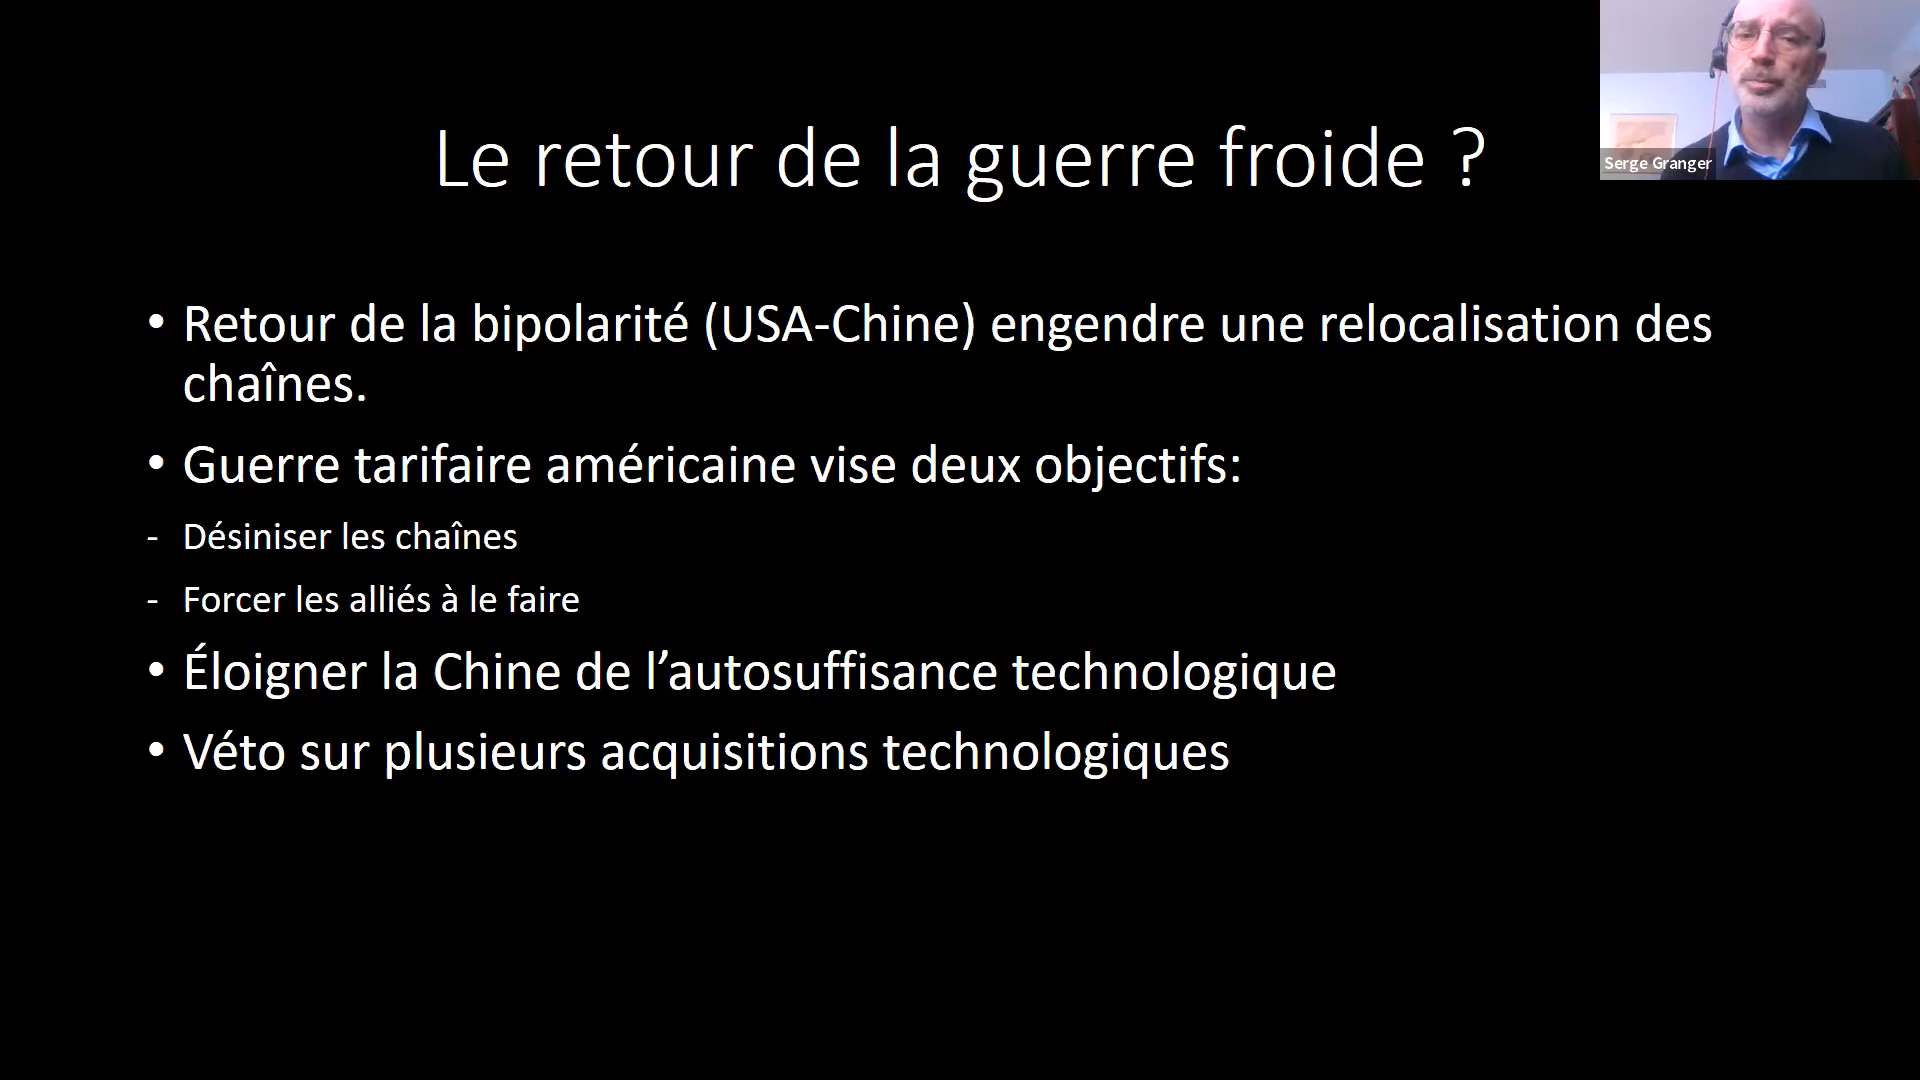 Le retour de la guerre froide ?
Serge Granger
• Retour de la bipolarité (USA-Chine) engendre une relocalisation des
chaînes.
• Guerre tarifaire américaine vise deux objectifs:
- Désiniser les chaînes
- Forcer les alliés à le faire
• Éloigner la Chine de l’autosuffisance technologique
• Véto sur plusieurs acquisitions technologiques